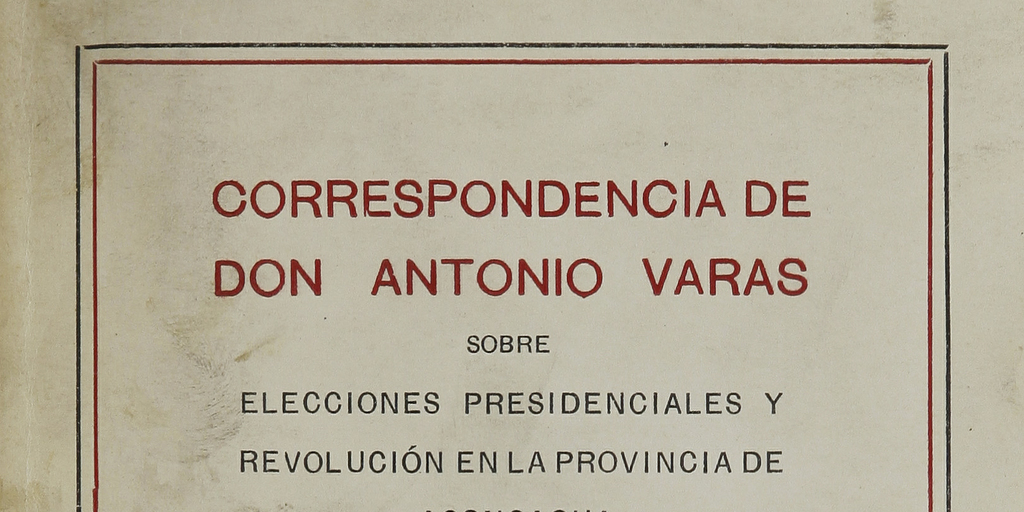 CORRESPONDENCIA DE
DON ANTONIO VARAS
SOBRE
ELECCIONES PRESIDENCIALES Y
REVOLUCIÓN EN LA PROVINCIA DE